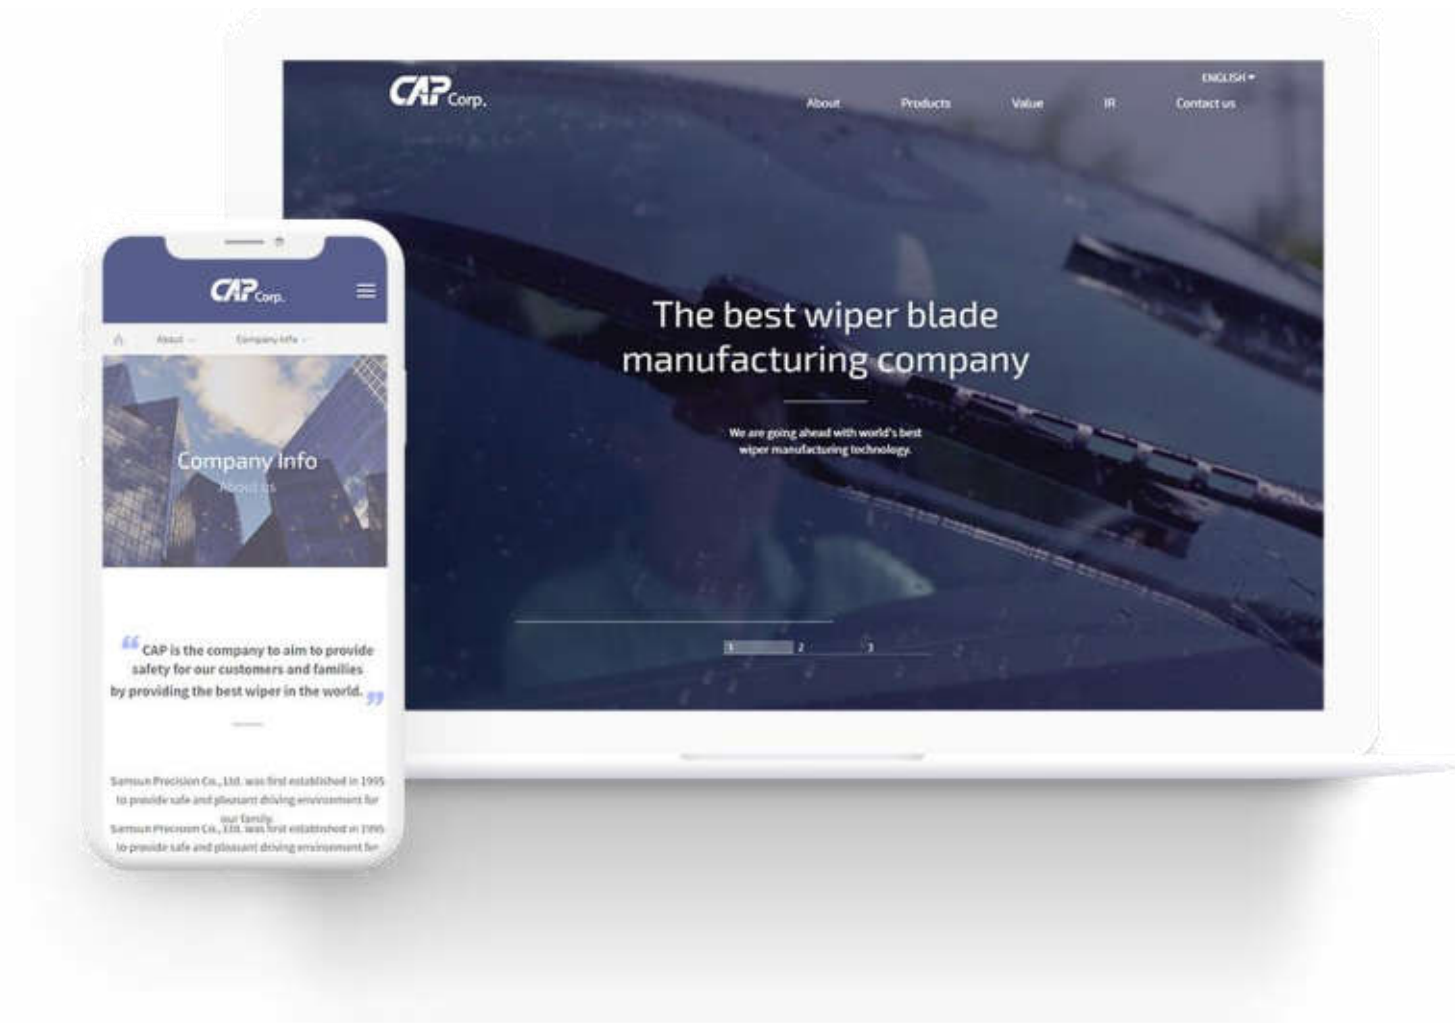 CAP Corp.
ENGLISH
About Products Value IR Contact us
The best wiper blade
manufacturing company
We are going ahead with world's best
wiper manufacturing technology.
1 2 3
CAP Corp.
About Company Info
Company Info
About us
“ CAP is the company to aim to provide
safety for our customers and families
by providing the best wiper in the world. ”
Samsun Precision Co., Ltd. was first established in 1995
to provide safe and pleasant driving environment for
our family.
Samsun Precision Co., Ltd. was first established in 1995
to provide safe and pleasant driving environment for